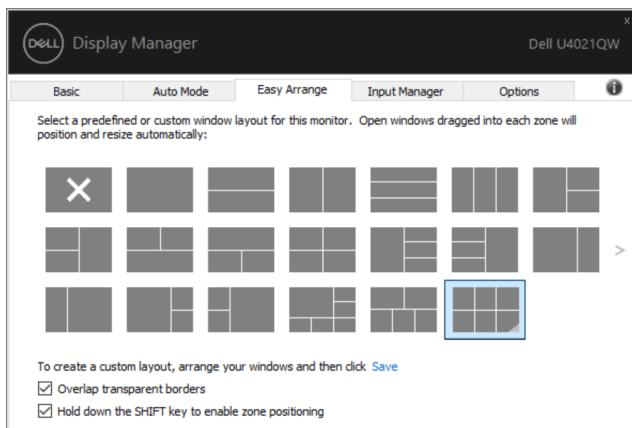 x
DELL Display Manager Dell U4021QW
Basic Auto Mode Easy Arrange Input Manager Options
Select a predefined or custom window layout for this monitor. Open windows dragged into each zone will
position and resize automatically:
To create a custom layout, arrange your windows and then click Save
Overlap transparent borders
Hold down the SHIFT key to enable zone positioning